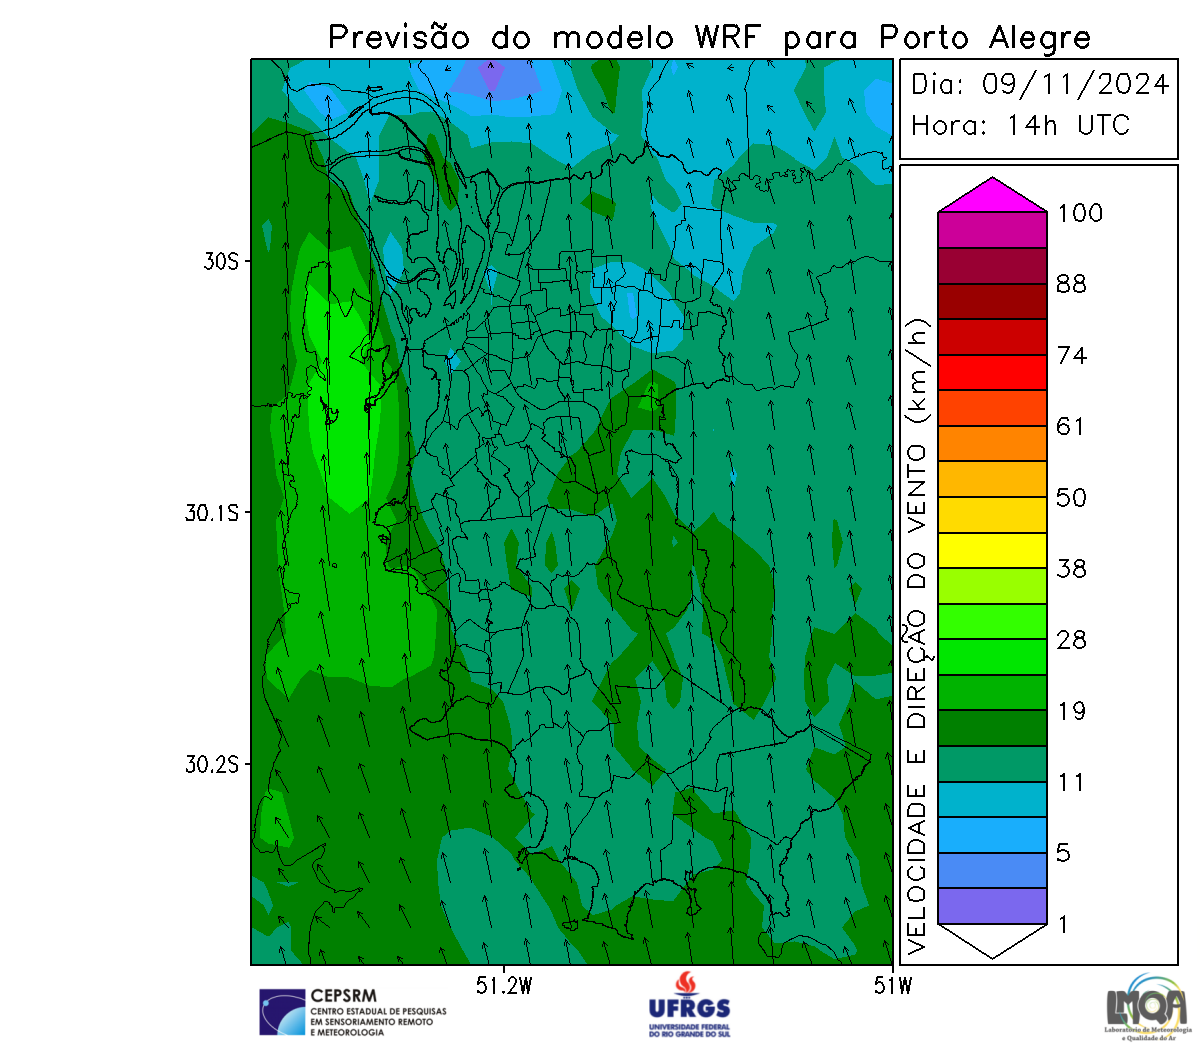 Previsão do modelo WRF para Porto Alegre
Dia: 09/11/2024
Hora: 14h UTC
VELOCIDADE E DIREÇÃO DO VENTO (km/h)
100
88
74
61
50
38
28
19
11
5
1
30S
30.1S
30.2S
51.2W
51W
CEPSRM
CENTRO ESTADUAL DE PESQUISAS
EM SENSORIAMENTO REMOTO
E METEOROLOGIA
UFRGS
UNIVERSIDADE FEDERAL
DO RIO GRANDE DO SUL
LMQA
Laboratório de Meteorologia
e Qualidade do Ar